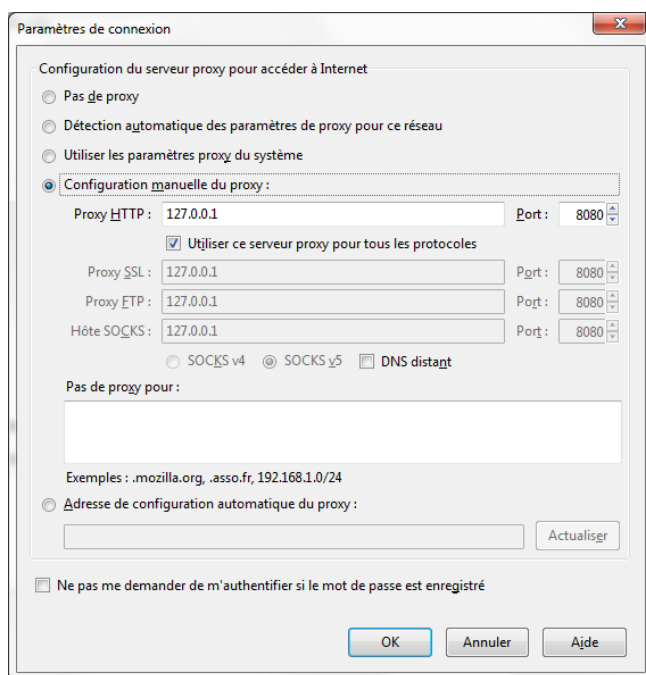 Paramètres de connexion
Configuration du serveur proxy pour accéder à Internet
Pas de proxy
Détection automatique des paramètres de proxy pour ce réseau
Utiliser les paramètres proxy du système
Configuration manuelle du proxy :
Proxy HTTP : 127.0.0.1 Port : 8080
Utiliser ce serveur proxy pour tous les protocoles
Proxy SSL : 127.0.0.1 Port : 8080
Proxy FTP : 127.0.0.1 Port : 8080
Hôte SOCKS : 127.0.0.1 Port : 8080
SOCKS v4 SOCKS v5 DNS distant
Pas de proxy pour :
Exemples : .mozilla.org, .asso.fr, 192.168.1.0/24
Adresse de configuration automatique du proxy :
Actualiser
Ne pas me demander de m'authentifier si le mot de passe est enregistré
OK Annuler Aide